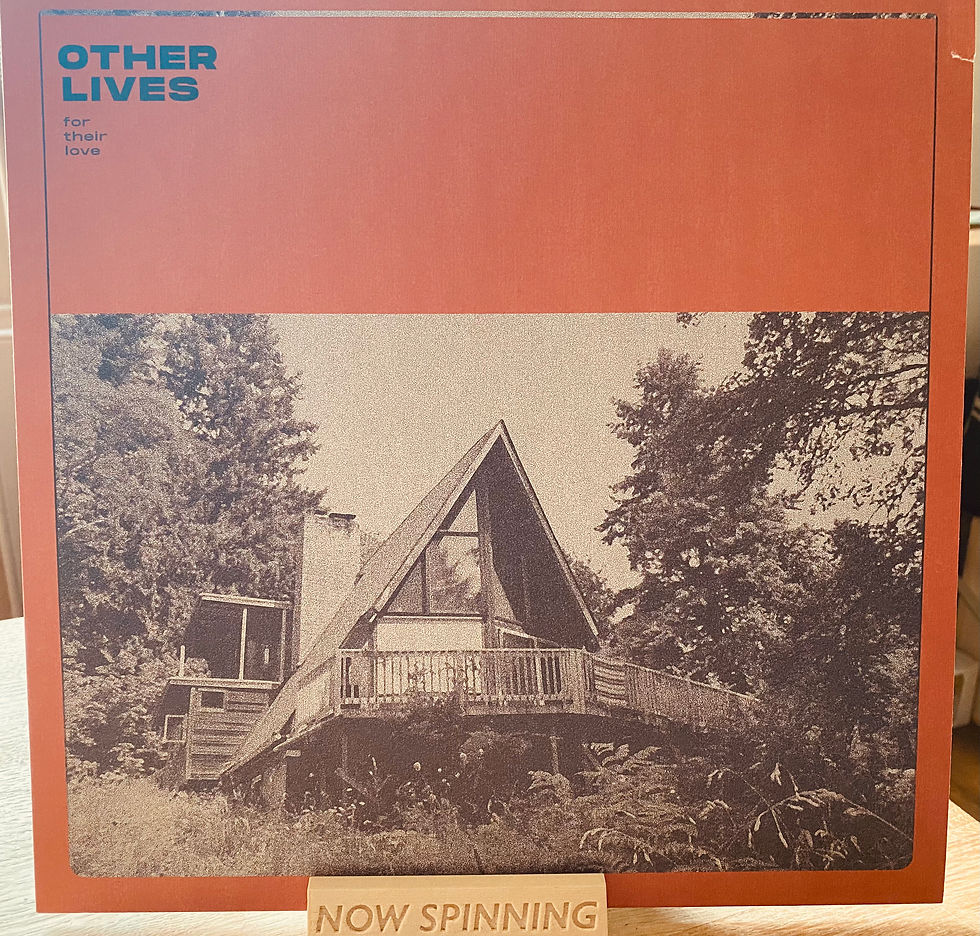 OTHER
LIVES
for
their
love
NOW SPINNING